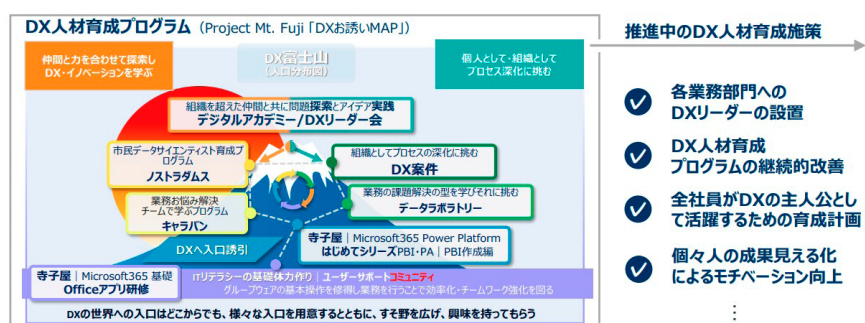 DX人材育成プログラム (Project Mt. Fuji「DXお誘いMAP」)
仲間と力を合わせて探索し
DX・イノベーションを学ぶ
DX富士山
(人口分布図)
個人として・組織として
プロセス深化に挑む
組織を超えた仲間と共に問題探索とアイデア実践
デジタルアカデミー/DXリーダー会
市民データサイエンティスト育成プ
ログラム
ノストラダムス
組織としてプロセスの深化に挑む
DX案件
業務お悩み解決
チームで学ぶプログラム
キャラバン
業務の課題解決の型を学びそれに挑む
データラボラトリー
DXへ入口誘引
寺子屋｜Microsoft365 Power Platform
はじめてシリーズPBI・PA｜PBI作成編
寺子屋｜Microsoft365 基礎
Officeアプリ研修
ITリテラシーの基礎体力作り｜ユーザーサポートコミュニティ
グループウェアの基本操作を修得し業務を行うことで効率化・チームワーク強化を図る
DXの世界への入口はどこからでも、様々な入口を用意するとともに、すそ野を広げ、興味を持ってもらう
推進中のDX人材育成施策
各業務部門への
DXリーダーの設置
DX人材育成
プログラムの継続的改善
全社員がDXの主人公とし
て活躍するための育成計画
個々人の成果見える化
によるモチベーション向上
⋮